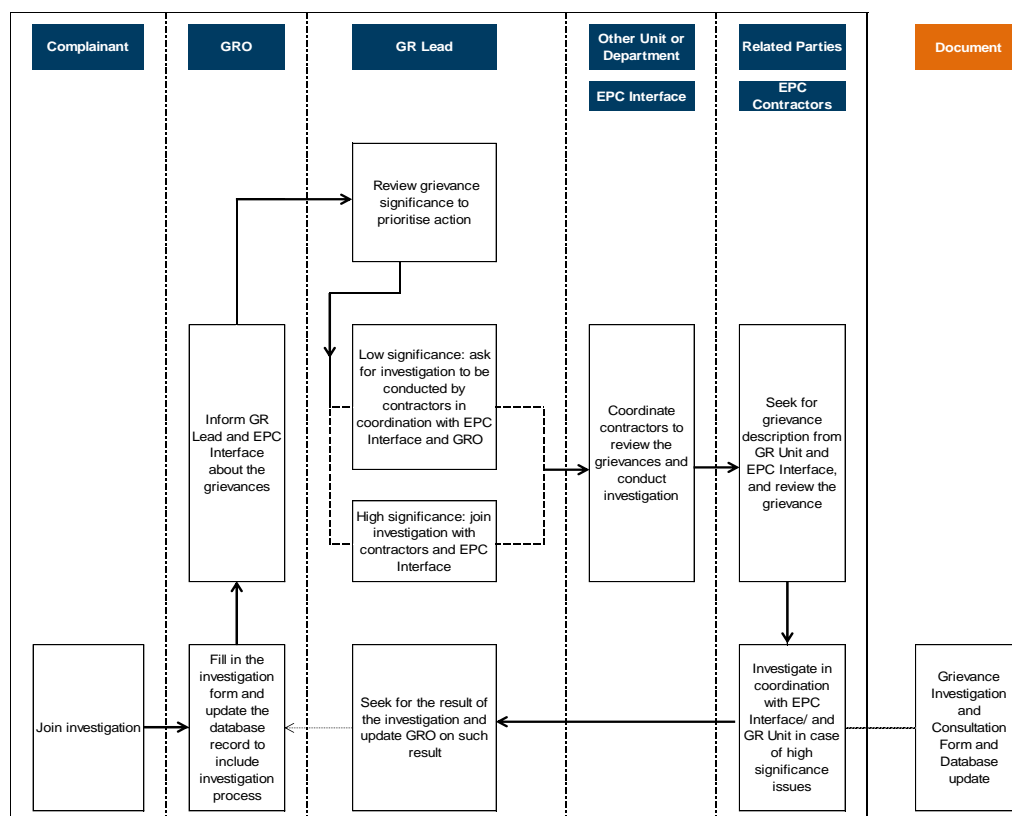 Complainant
GRO
GR Lead
Other Unit or
Department
EPC Interface
Related Parties
EPC
Contractors
Document
Review grievance
significance to
prioritise action
Inform GR
Lead and EPC
Interface
about the
grievances
Low significance: ask
for investigation to be
conducted by
contractors in
coordination with EPC
Interface and GRO
High significance: join
investigation with
contractors and EPC
Interface
Coordinate
contractors to
review the
grievances and
conduct
investigation
Seek for
grievance
description from
GR Unit and
EPC Interface,
and review the
grievance
Join investigation
Fill in the
investigation
form and
update the
database
record to
include
investigation
process
Seek for the result of
the investigation and
update GRO on such
result
Investigate in
coordination
with EPC
Interface/ and
GR Unit in case
of high
significance
issues
Grievance
Investigation
and
Consultation
Form and
Database
update